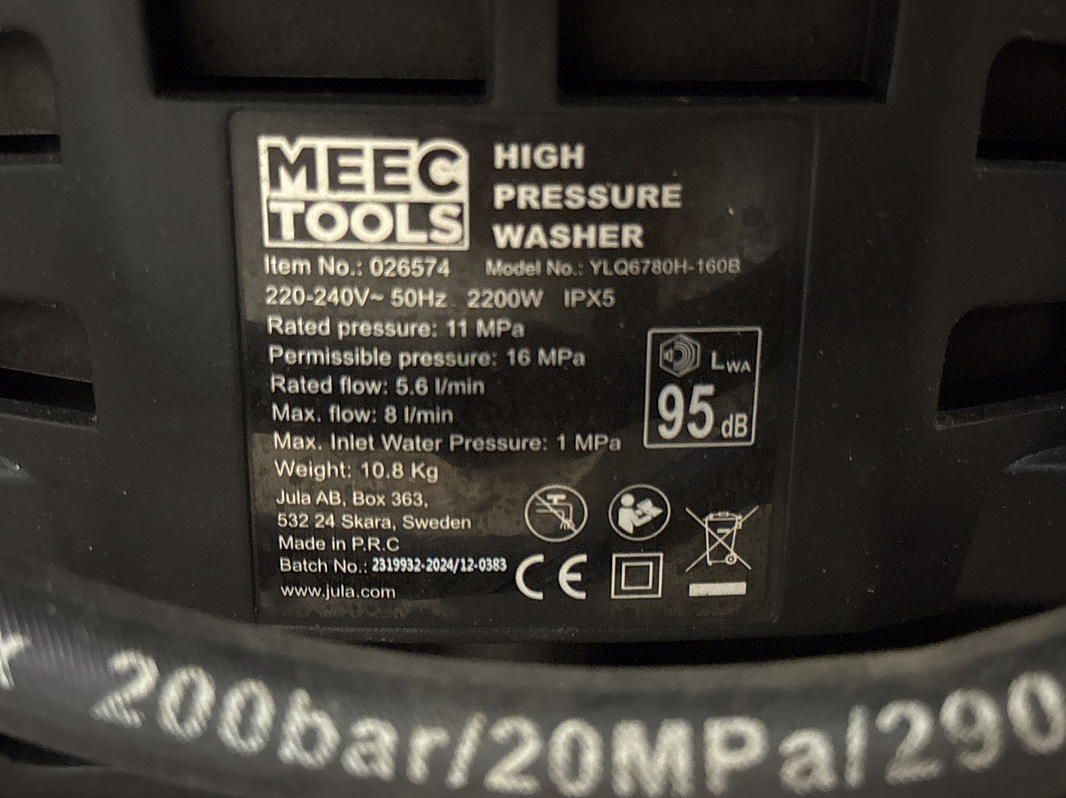 MEEC
TOOLS
HIGH
PRESSURE
WASHER
Item No.: 026574 Model No.: YLQ6780H-160B
220-240V~ 50Hz 2200W IPX5
Rated pressure: 11 MPa
Permissible pressure: 16 MPa
Rated flow: 5.6 l/min
Max. flow: 8 l/min
Max. Inlet Water Pressure: 1 MPa
Weight: 10.8 Kg
LWA
95 dB
Jula AB, Box 363,
532 24 Skara, Sweden
Made in P.R.C
Batch No.: 2319932-2024/12-0383
www.jula.com
CE
200bar/20MPa/290